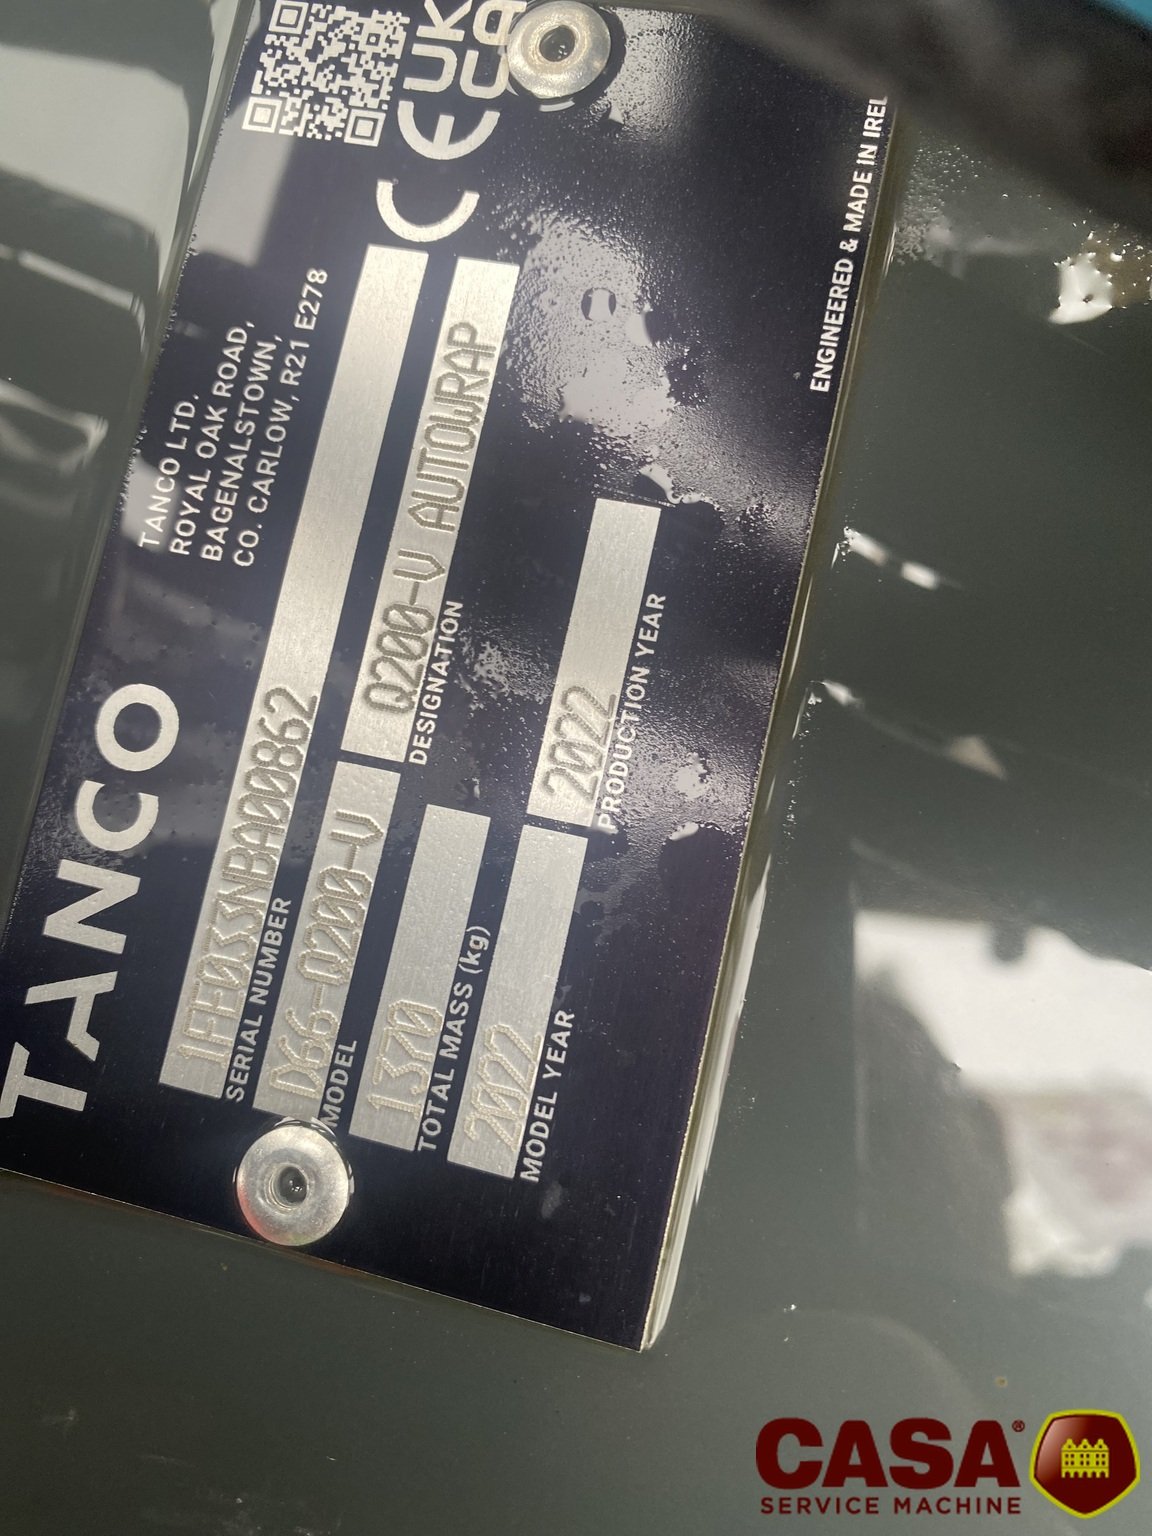 TANCO
TANCO LTD.
ROYAL OAK ROAD,
BAGENALSTOWN,
CO. CARLOW, R21 E278
CE UK
CA
1FF033NBA00862
SERIAL NUMBER
D66-Q200-V
MODEL
Q200-V AUTOWRAP
DESIGNATION
1370
TOTAL MASS (kg)
2022
MODEL YEAR
2022
PRODUCTION YEAR
ENGINEERED & MADE IN IREL
CASA®
SERVICE MACHINE